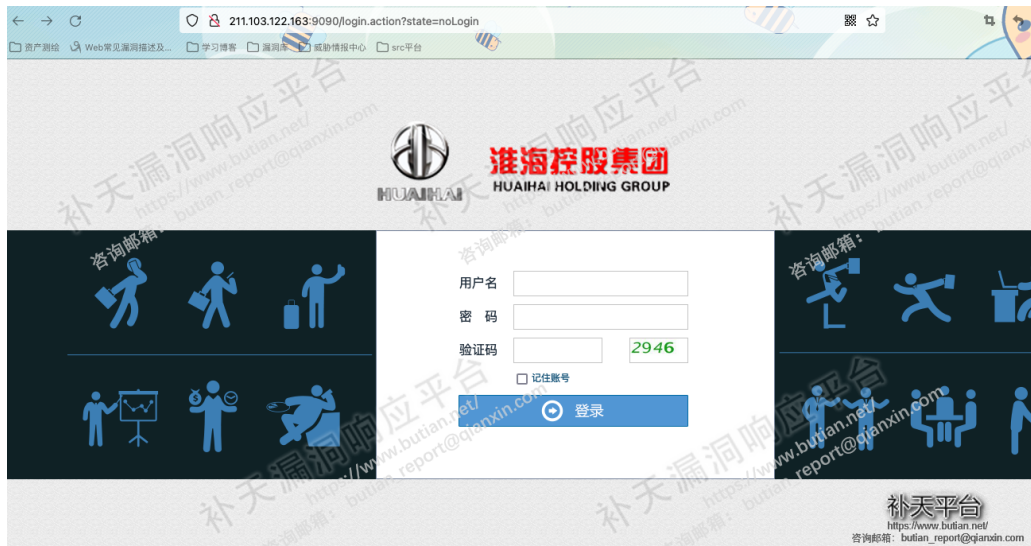 211.103.122.163:9090/login.action?state=noLogin
资产测绘 Web常见漏洞描述及... 学习博客 漏洞库 威胁情报中心 src平台
HUAIHAI
淮海控股集团
HUAIHAI HOLDING GROUP
用户名
密 码
验证码 2946
记住账号
登录
补天漏洞响应平台
https://www.butian.net/
咨询邮箱: butian_report@qianxin.com
补天平台
https://www.butian.net/
咨询邮箱: butian_report@qianxin.com